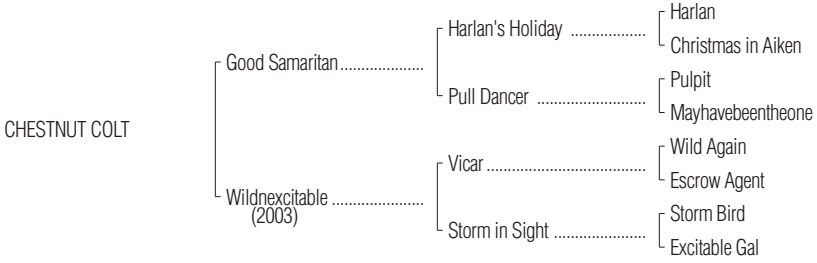 Harlan
Harlan's Holiday ......................
Christmas in Aiken
Good Samaritan....................
Pulpit
Pull Dancer ..............................
Mayhavebeentheone
CHESTNUT COLT
Wild Again
Vicar............................................
Escrow Agent
Wildnexcitable ......................
(2003)
Storm Bird
Storm in Sight ..........................
Excitable Gal